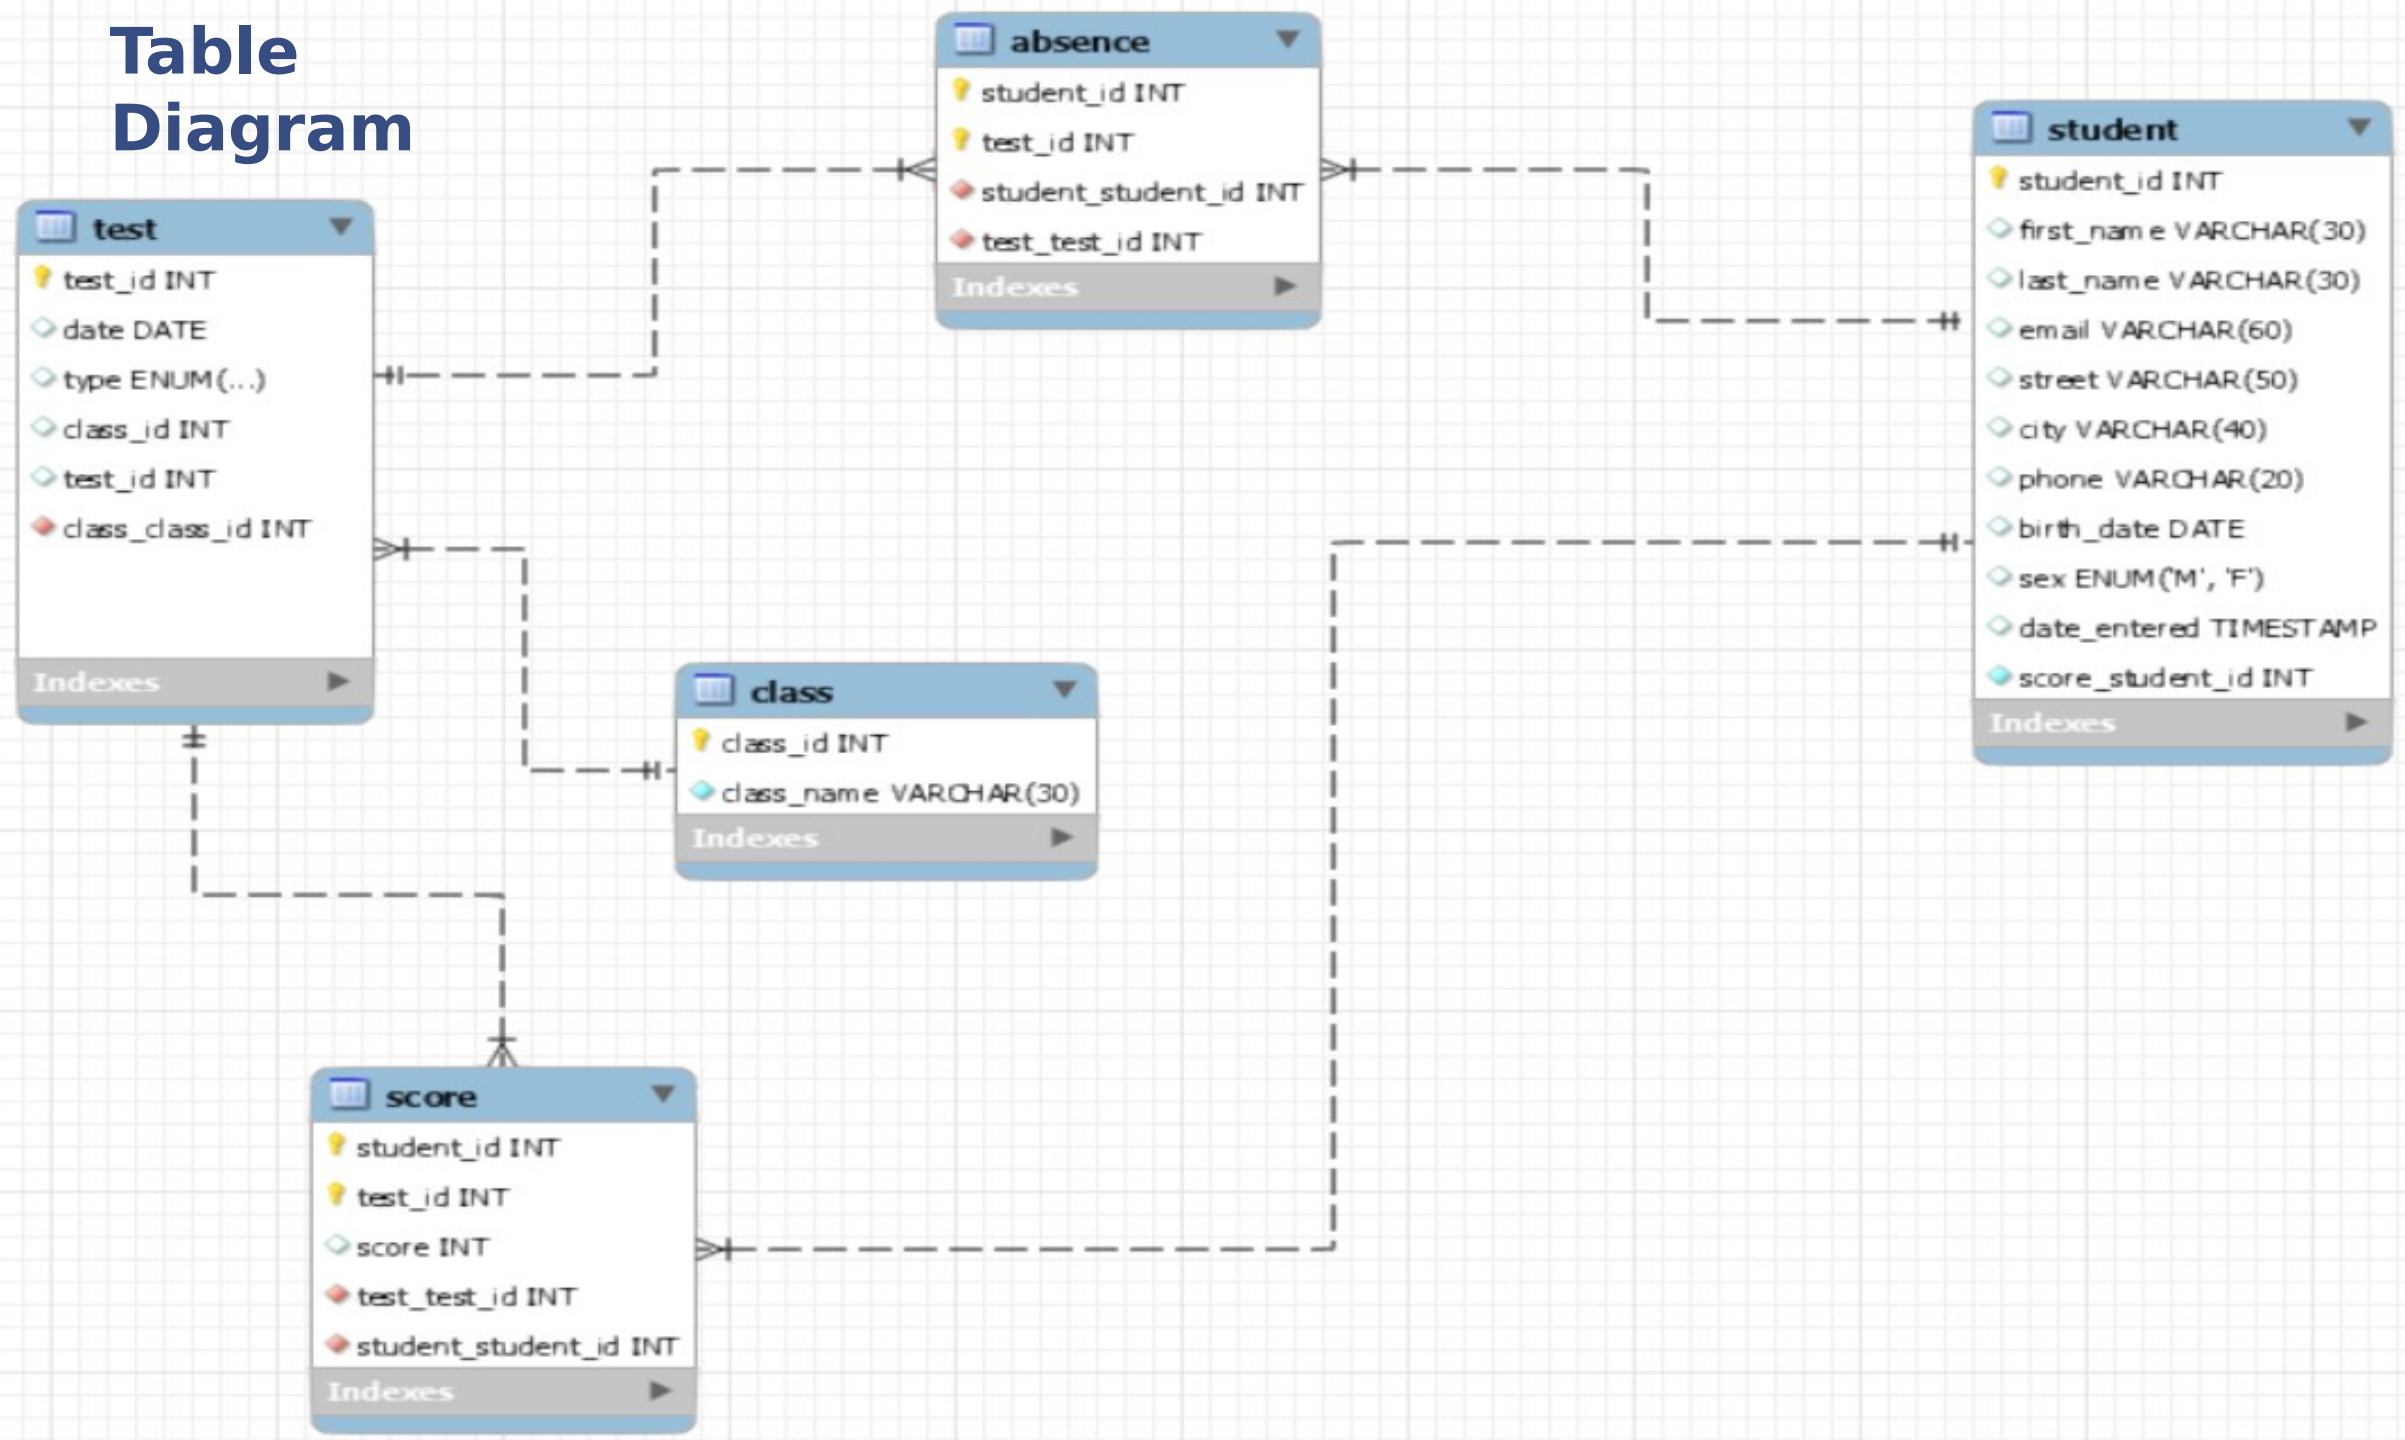 Table
Diagram
absence
student_id INT
test_id INT
student_student_id INT
test_test_id INT
Indexes
student
student_id INT
first_name VARCHAR(30)
last_name VARCHAR(30)
email VARCHAR(60)
street VARCHAR(50)
city VARCHAR(40)
phone VARCHAR(20)
birth_date DATE
sex ENUM('M', 'F')
date_entered TIMESTAMP
score_student_id INT
Indexes
test
test_id INT
date DATE
type ENUM(...)
class_id INT
test_id INT
class_class_id INT
Indexes
class
class_id INT
class_name VARCHAR(30)
Indexes
score
student_id INT
test_id INT
score INT
test_test_id INT
student_student_id INT
Indexes